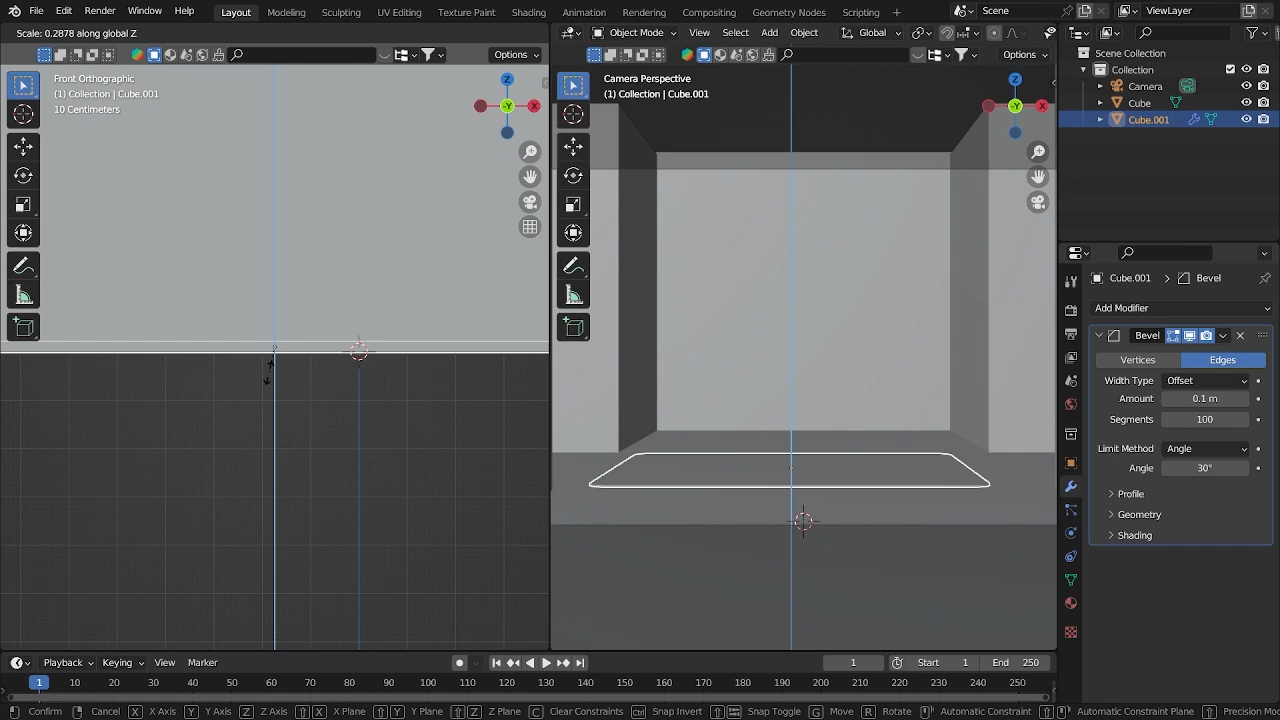 File Edit Render Window Help Layout Modeling Sculpting UV Editing Texture Paint Shading Animation Rendering Compositing Geometry Nodes Scripting + Scene ViewLayer
Scale: 0.2878 along global Z
Object Mode View Select Add Object Global
Options
Options
Front Orthographic
(1) Collection | Cube.001
10 Centimeters
Z
-Y
X
Camera Perspective
(1) Collection | Cube.001
Z
-Y
X
Scene Collection
Collection
Camera
Cube
Cube.001
Cube.001 > Bevel
Add Modifier
Bevel
Vertices Edges
Width Type Offset
Amount 0.1 m
Segments 100
Limit Method Angle
Angle 30°
Profile
Geometry
Shading
Playback Keying View Marker 1 Start 1 End 250
1 10 20 30 40 50 60 70 80 90 100 110 120 130 140 150 160 170 180 190 200 210 220 230 240 250
Confirm Cancel X X Axis Y Y Axis Z Z Axis X X Plane Y Y Plane Z Z Plane C Clear Constraints Ctrl Snap Invert Snap Toggle G Move R Rotate Automatic Constraint Automatic Constraint Plane Precision Mo